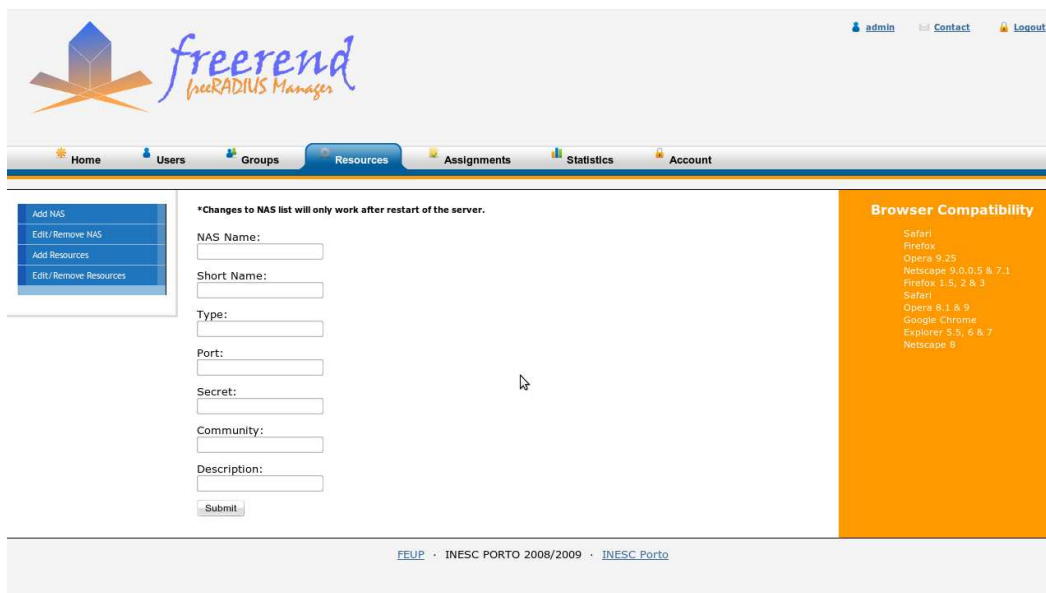 admin Contact Logout
freerend
freeRADIUS Manager
Home Users Groups Resources Assignments Statistics Account
Add NAS
Edit/Remove NAS
Add Resources
Edit/Remove Resources
*Changes to NAS list will only work after restart of the server.
NAS Name:
Short Name:
Type:
Port:
Secret:
Community:
Description:
Submit
Browser Compatibility
Safari
Firefox
Opera 9.25
Netscape 9.0.0.5 & 7.1
Firefox 1.5, 2 & 3
Safari
Opera 8.1 & 9
Google Chrome
Explorer 5.5, 6 & 7
Netscape 8
FEUP · INESC PORTO 2008/2009 · INESC Porto